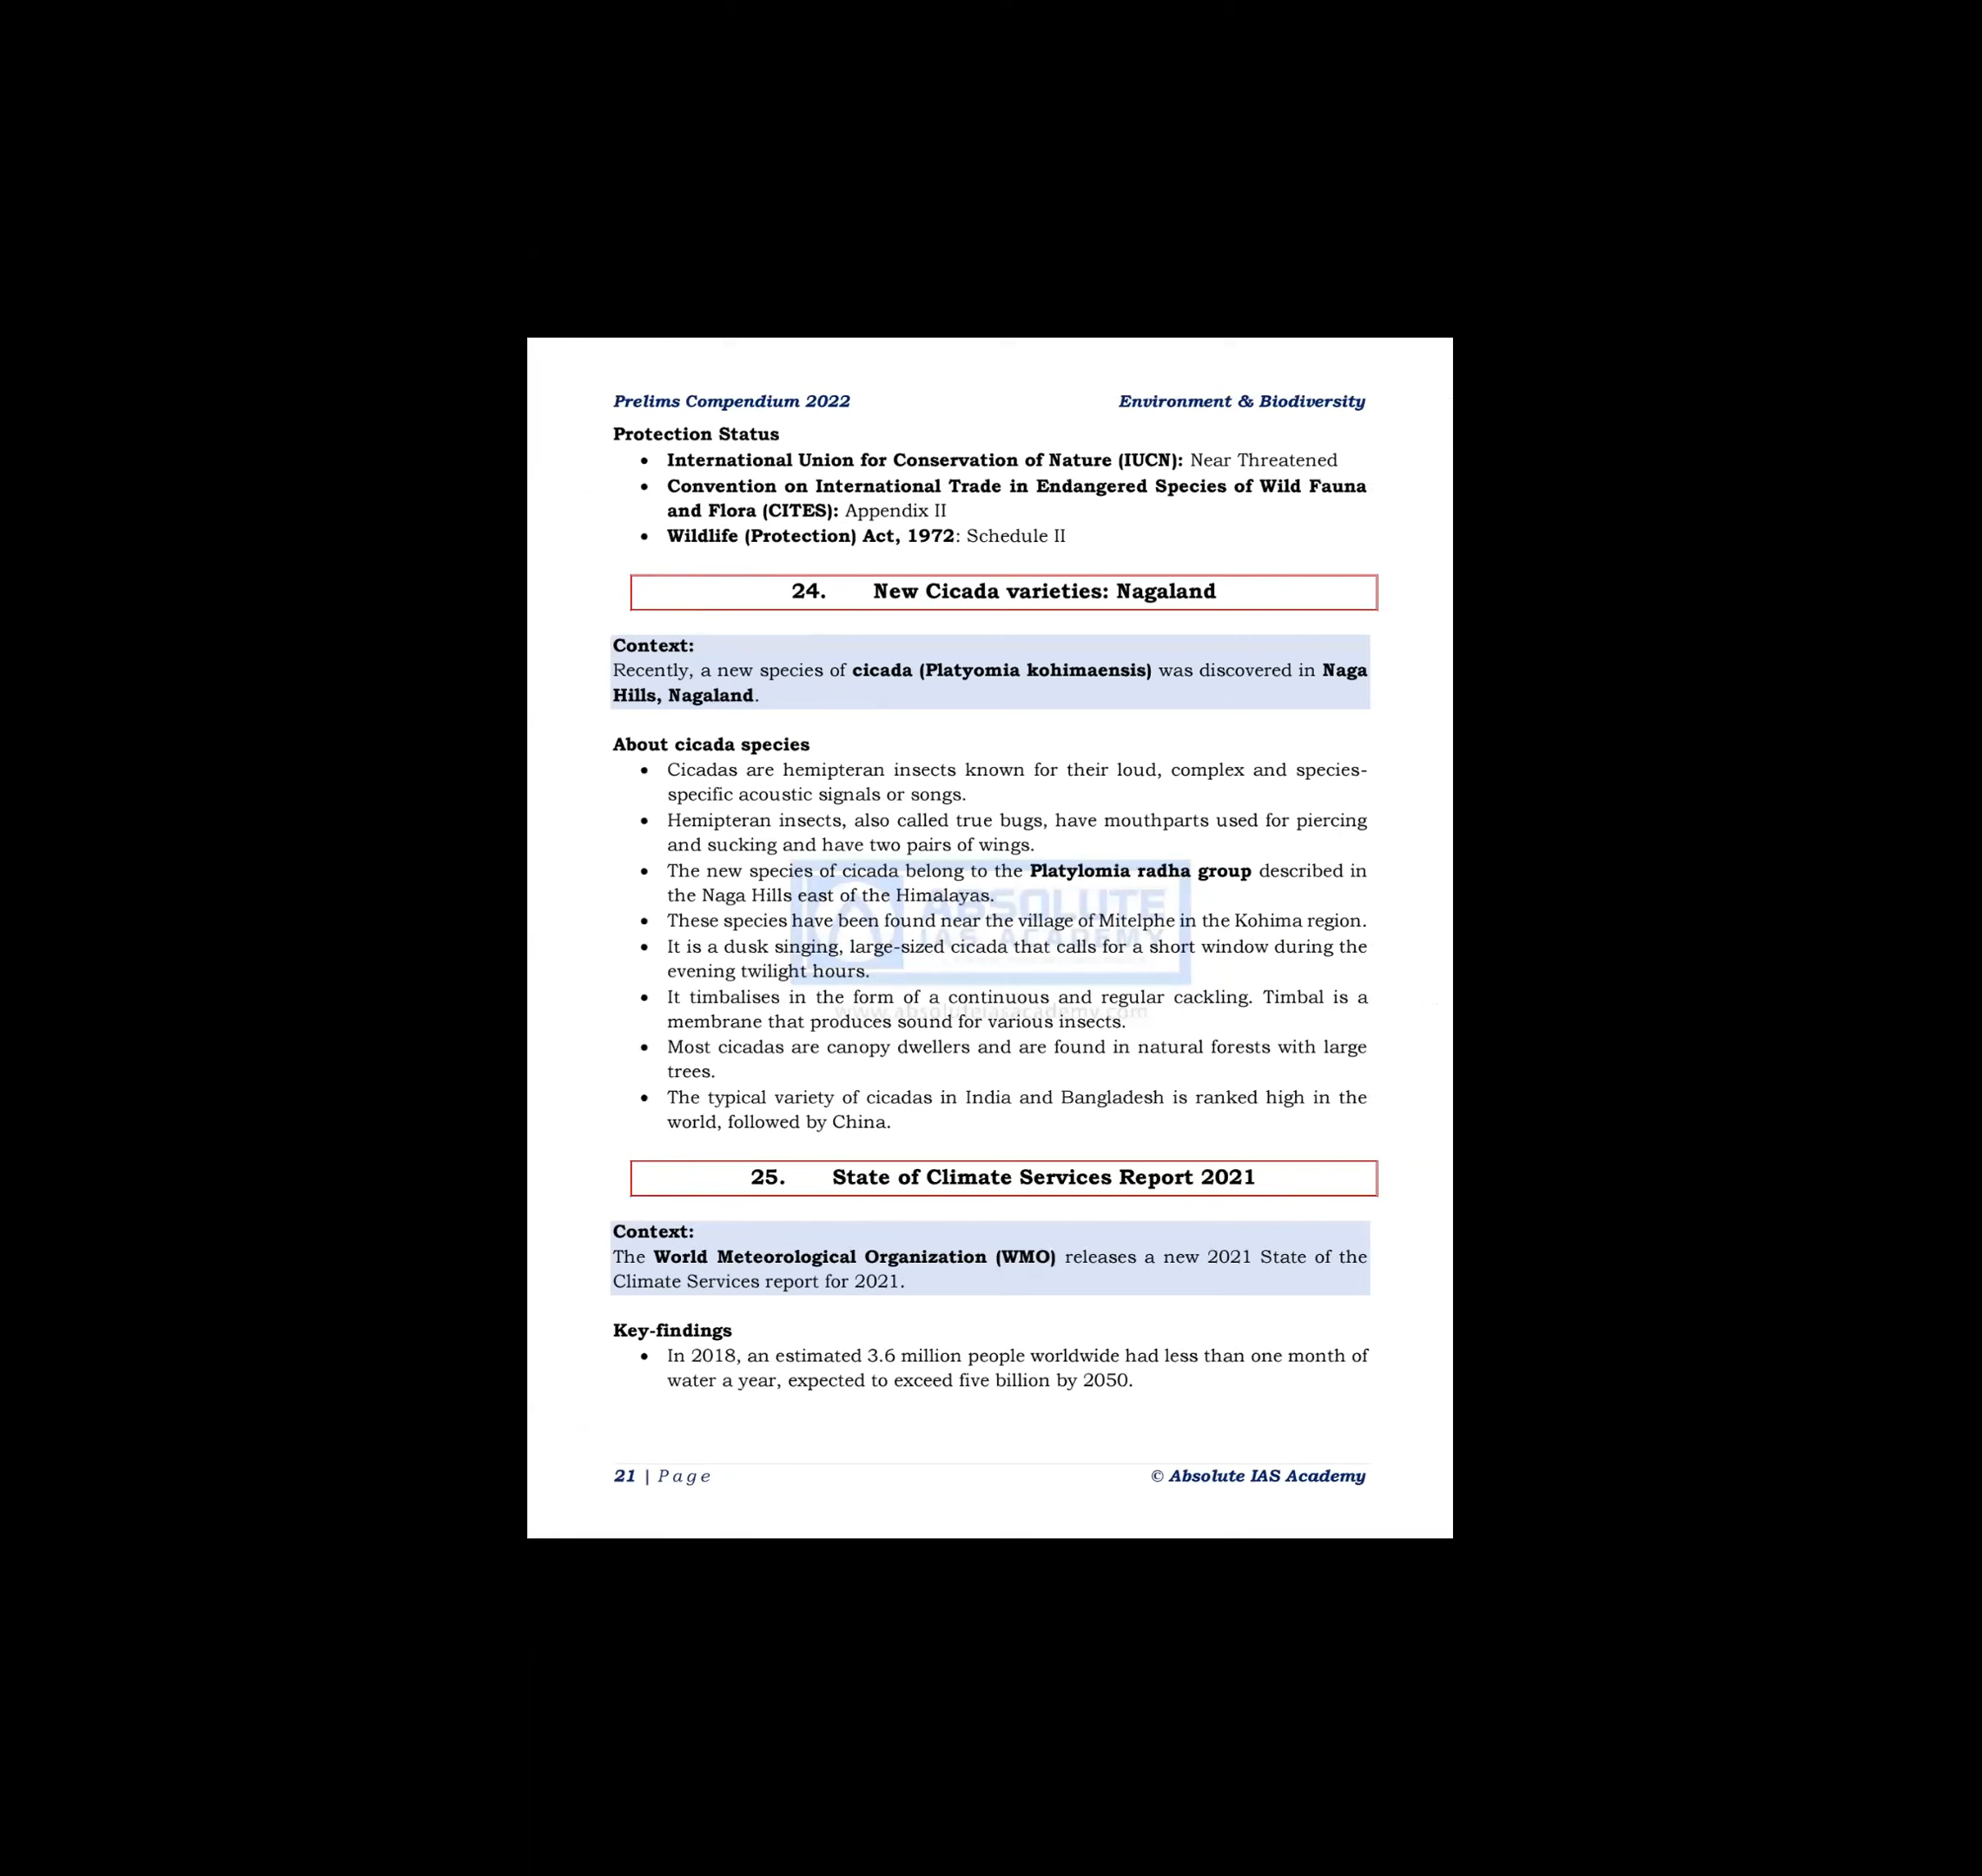 Prelims Compendium 2022 Environment & Biodiversity
Protection Status
• International Union for Conservation of Nature (IUCN): Near Threatened
• Convention on International Trade in Endangered Species of Wild Fauna
and Flora (CITES): Appendix II
• Wildlife (Protection) Act, 1972: Schedule II
24. New Cicada varieties: Nagaland
Context:
Recently, a new species of cicada (Platyomia kohimaensis) was discovered in Naga
Hills, Nagaland.
About cicada species
• Cicadas are hemipteran insects known for their loud, complex and species-
specific acoustic signals or songs.
• Hemipteran insects, also called true bugs, have mouthparts used for piercing
and sucking and have two pairs of wings.
• The new species of cicada belong to the Platylomia radha group described in
the Naga Hills east of the Himalayas.
• These species have been found near the village of Mitelphe in the Kohima region.
• It is a dusk singing, large-sized cicada that calls for a short window during the
evening twilight hours.
• It timbalises in the form of a continuous and regular cackling. Timbal is a
membrane that produces sound for various insects.
• Most cicadas are canopy dwellers and are found in natural forests with large
trees.
• The typical variety of cicadas in India and Bangladesh is ranked high in the
world, followed by China.
ABSOLUTE
IAS ACADEMY
www.absoluteiasacademy.com
25. State of Climate Services Report 2021
Context:
The World Meteorological Organization (WMO) releases a new 2021 State of the
Climate Services report for 2021.
Key-findings
• In 2018, an estimated 3.6 million people worldwide had less than one month of
water a year, expected to exceed five billion by 2050.
21 | Page © Absolute IAS Academy